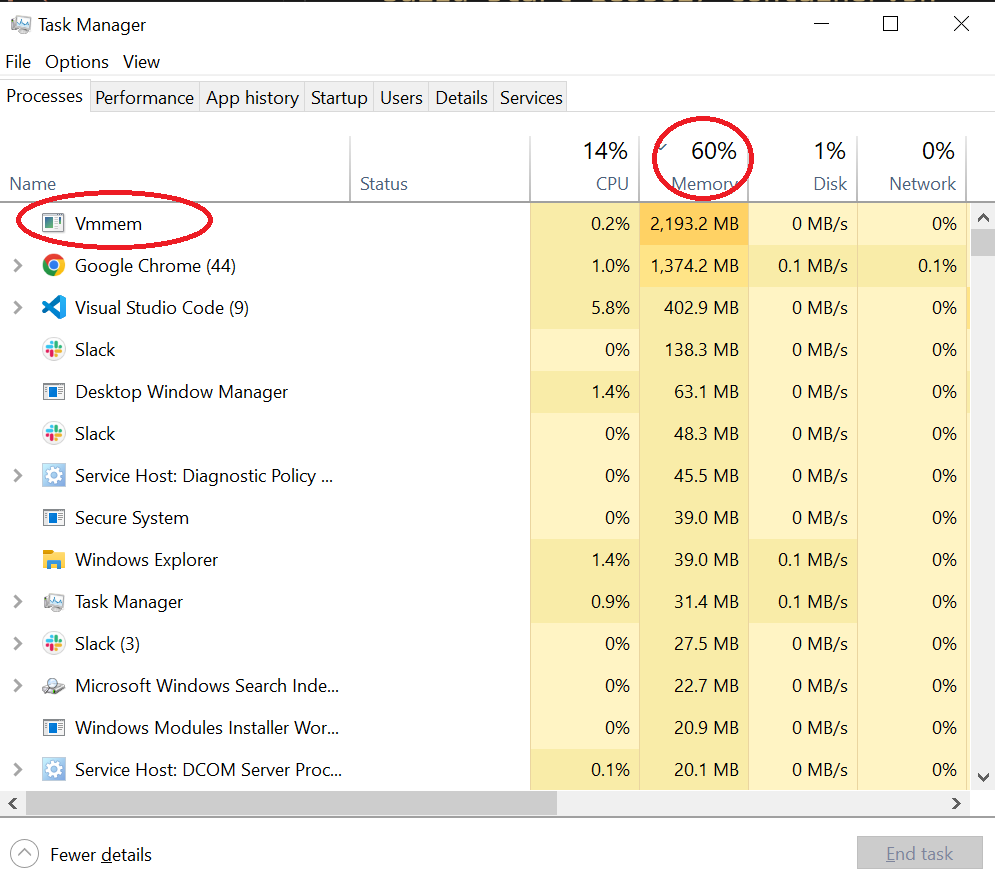 Task Manager
File Options View
Processes Performance App history Startup Users Details Services
14% 60% 1% 0%
Name Status CPU Memory Disk Network
Vmmem 0.2% 2,193.2 MB 0 MB/s 0%
Google Chrome (44) 1.0% 1,374.2 MB 0.1 MB/s 0.1%
Visual Studio Code (9) 5.8% 402.9 MB 0 MB/s 0%
Slack 0% 138.3 MB 0 MB/s 0%
Desktop Window Manager 1.4% 63.1 MB 0 MB/s 0%
Slack 0% 48.3 MB 0 MB/s 0%
Service Host: Diagnostic Policy ... 0% 45.5 MB 0 MB/s 0%
Secure System 0% 39.0 MB 0 MB/s 0%
Windows Explorer 1.4% 39.0 MB 0.1 MB/s 0%
Task Manager 0.9% 31.4 MB 0.1 MB/s 0%
Slack (3) 0% 27.5 MB 0 MB/s 0%
Microsoft Windows Search Inde... 0% 22.7 MB 0 MB/s 0%
Windows Modules Installer Wor... 0% 20.9 MB 0 MB/s 0%
Service Host: DCOM Server Proc... 0.1% 20.1 MB 0 MB/s 0%
Fewer details End task